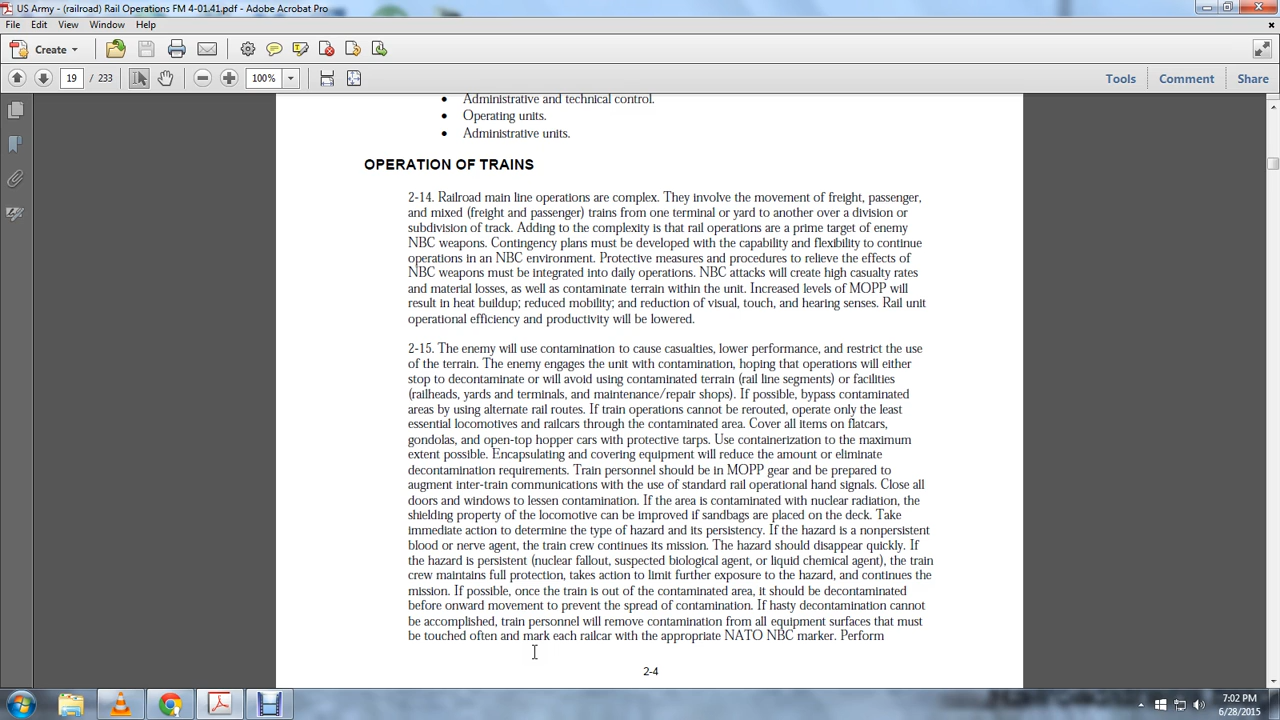 US Army - (railroad) Rail Operations FM 4-01.41.pdf - Adobe Acrobat Pro
File Edit View Window Help
Create
19 / 233 100% Tools Comment Share
• Administrative and technical control.
• Operating units.
• Administrative units.
OPERATION OF TRAINS
2-14. Railroad main line operations are complex. They involve the movement of freight, passenger,
and mixed (freight and passenger) trains from one terminal or yard to another over a division or
subdivision of track. Adding to the complexity is that rail operations are a prime target of enemy
NBC weapons. Contingency plans must be developed with the capability and flexibility to continue
operations in an NBC environment. Protective measures and procedures to relieve the effects of
NBC weapons must be integrated into daily operations. NBC attacks will create high casualty rates
and material losses, as well as contaminate terrain within the unit. Increased levels of MOPP will
result in heat buildup; reduced mobility; and reduction of visual, touch, and hearing senses. Rail unit
operational efficiency and productivity will be lowered.
2-15. The enemy will use contamination to cause casualties, lower performance, and restrict the use
of the terrain. The enemy engages the unit with contamination, hoping that operations will either
stop to decontaminate or will avoid using contaminated terrain (rail line segments) or facilities
(railheads, yards and terminals, and maintenance/repair shops). If possible, bypass contaminated
areas by using alternate rail routes. If train operations cannot be rerouted, operate only the least
essential locomotives and railcars through the contaminated area. Cover all items on flatcars,
gondolas, and open-top hopper cars with protective tarps. Use containerization to the maximum
extent possible. Encapsulating and covering equipment will reduce the amount or eliminate
decontamination requirements. Train personnel should be in MOPP gear and be prepared to
augment inter-train communications with the use of standard rail operational hand signals. Close all
doors and windows to lessen contamination. If the area is contaminated with nuclear radiation, the
shielding property of the locomotive can be improved if sandbags are placed on the deck. Take
immediate action to determine the type of hazard and its persistency. If the hazard is a nonpersistent
blood or nerve agent, the train crew continues its mission. The hazard should disappear quickly. If
the hazard is persistent (nuclear fallout, suspected biological agent, or liquid chemical agent), the train
crew maintains full protection, takes action to limit further exposure to the hazard, and continues the
mission. If possible, once the train is out of the contaminated area, it should be decontaminated
before onward movement to prevent the spread of contamination. If hasty decontamination cannot
be accomplished, train personnel will remove contamination from all equipment surfaces that must
be touched often and mark each railcar with the appropriate NATO NBC marker. Perform
2-4
7:02 PM
6/28/2015